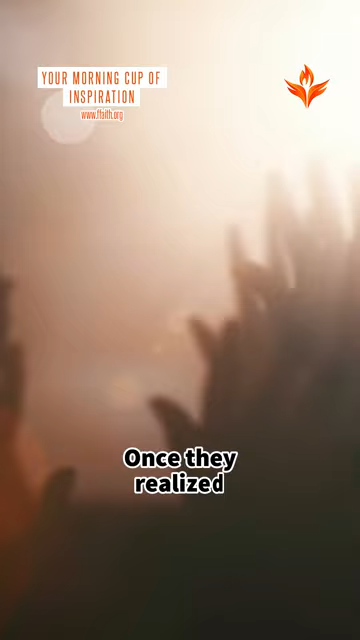 YOUR MORNING CUP OF
INSPIRATION
www.ffaith.org
Once they
realized